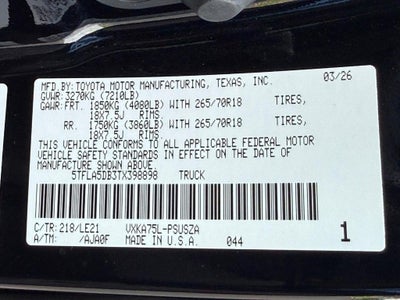 MFD.BY:TOYOTA MOTOR MANUFACTURING, TEXAS, INC. 03/26
GVWR:3270KG (7210LB)
GAWR:FRT. 1850KG (4080LB) WITH 265/70R18 TIRES,
18X7.5J RIMS.
RR. 1750KG (3860LB) WITH 265/70R18 TIRES,
18X7.5J RIMS.
THIS VEHICLE CONFORMS TO ALL APPLICABLE FEDERAL MOTOR
VEHICLE SAFETY STANDARDS IN EFFECT ON THE DATE OF
MANUFACTURE SHOWN ABOVE.
5TFLA5DB3TX398898 TRUCK
C/TR:218/LE21 VXKA75L-PSUSZA
A/TM: /AJA0F MADE IN U.S.A. 044 1